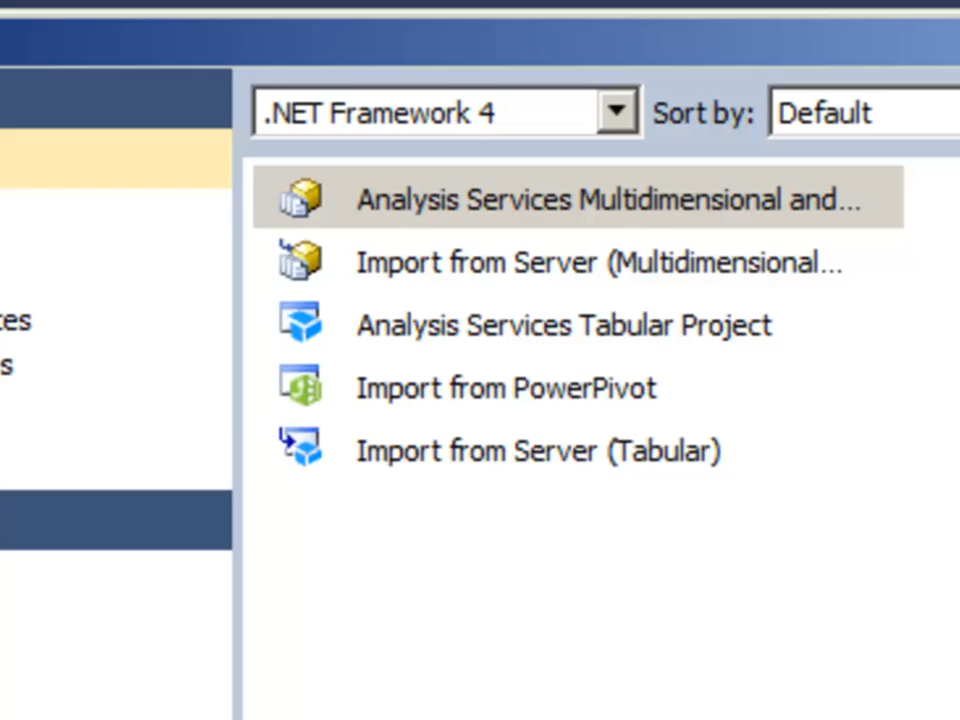 .NET Framework 4 Sort by: Default
Analysis Services Multidimensional and...
Import from Server (Multidimensional...
tes
Analysis Services Tabular Project
s
Import from PowerPivot
Import from Server (Tabular)